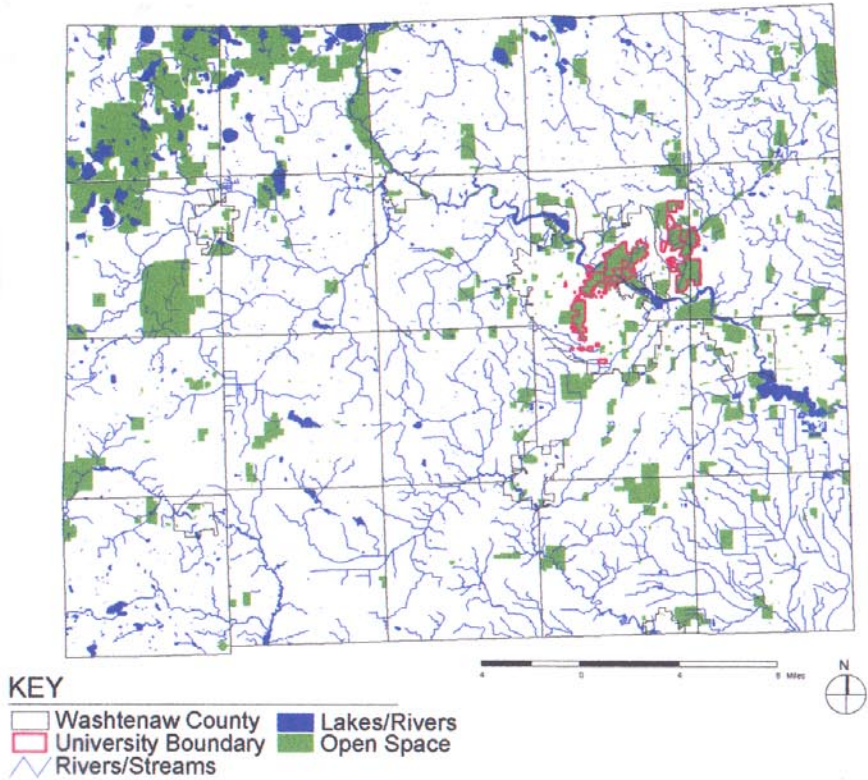 4 0 4 8 Miles
N
KEY
Washtenaw County
Lakes/Rivers
University Boundary
Open Space
Rivers/Streams